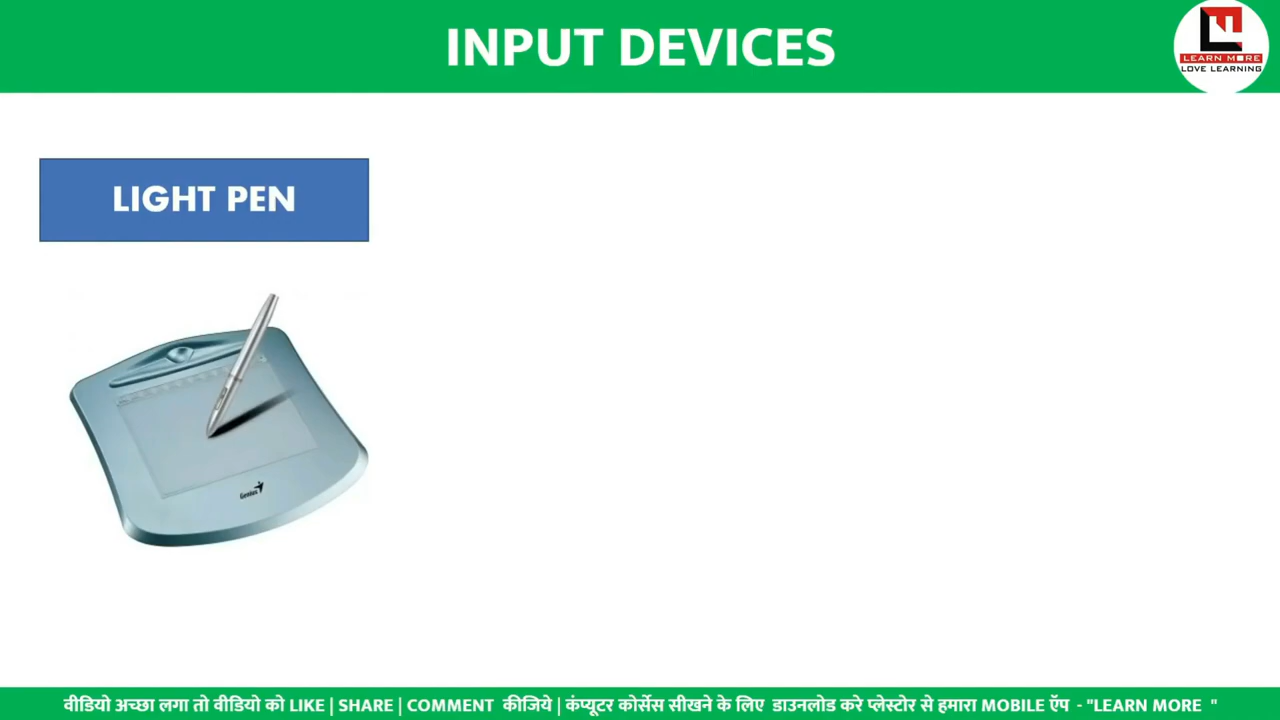 INPUT DEVICES
LEARN MORE
LOVE LEARNING
LIGHT PEN
Genius
वीडियो अच्छा लगा तो वीडियो को LIKE | SHARE | COMMENT कीजिये | कंप्यूटर कोर्सेस सीखने के लिए डाउनलोड करे प्लेस्टोर से हमारा MOBILE ऍप - "LEARN MORE "